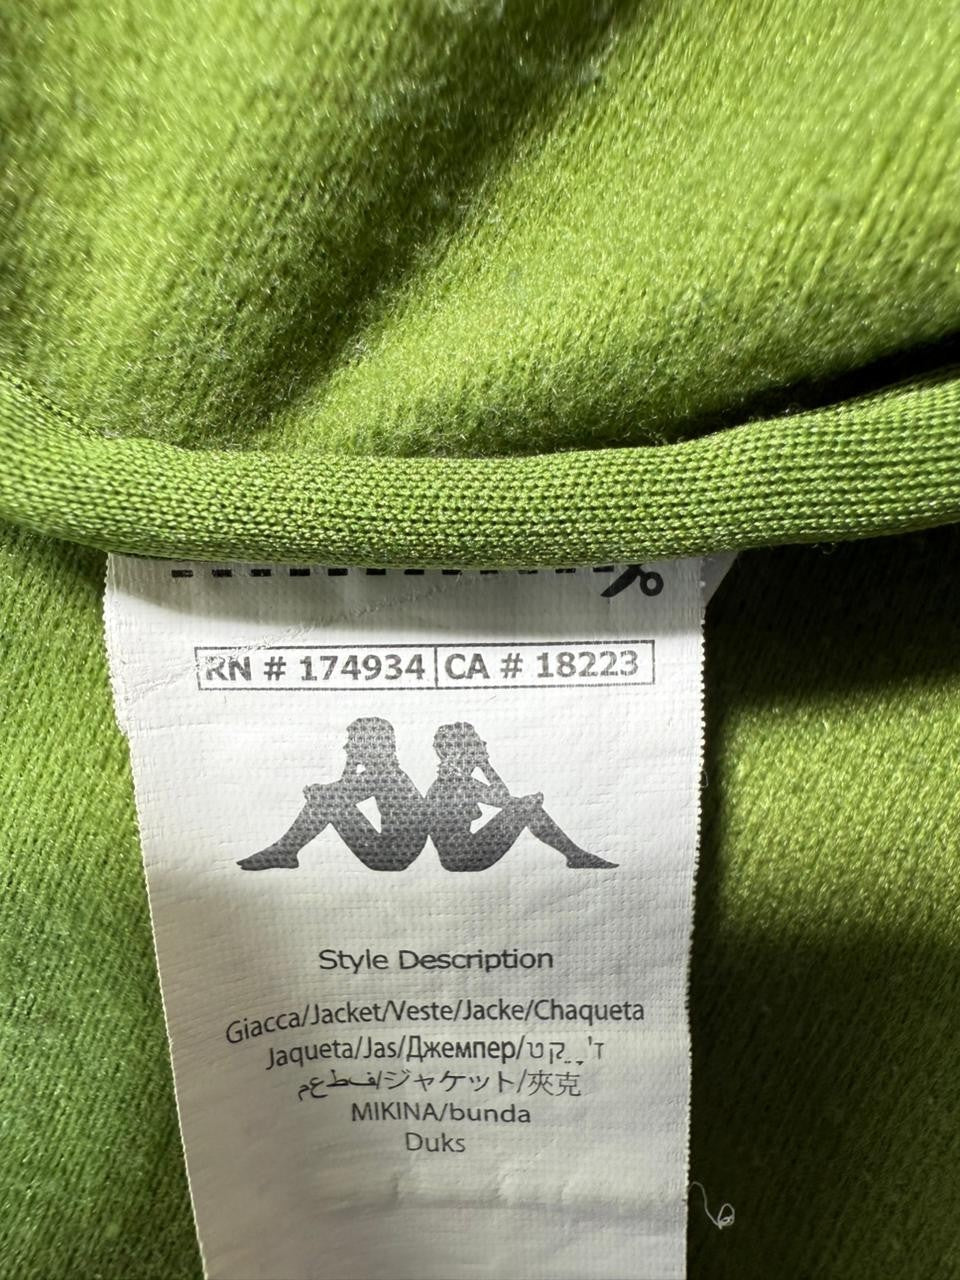 RN # 174934 CA # 18223
Style Description
Giacca/Jacket/Veste/Jacke/Chaqueta
Jaqueta/Jas/Джемпер/ז'קט
ジャケット/夾克
MIKINA/bunda
Duks